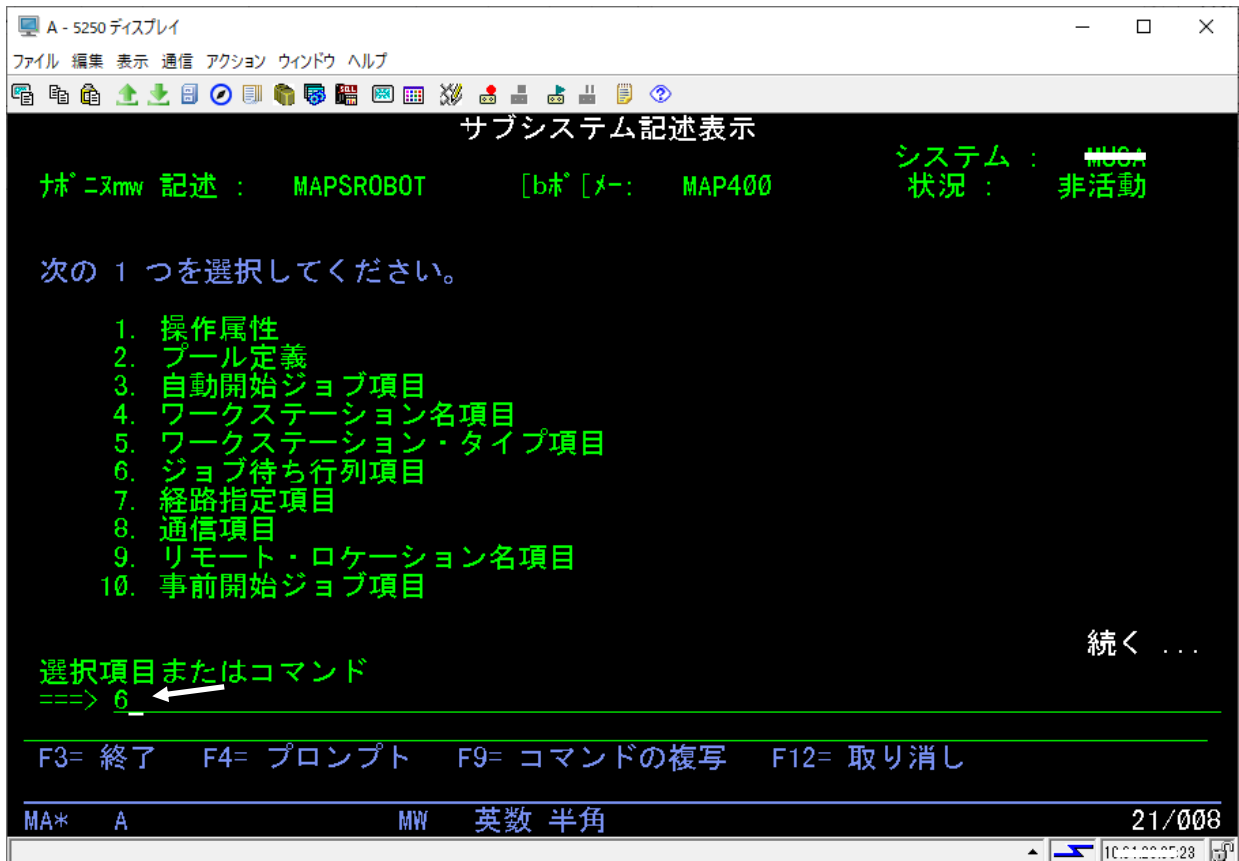 A - 5250 ディスプレイ
ファイル 編集 表示 通信 アクション ウィンドウ ヘルプ
サブシステム記述表示
システム :
ﾅﾎﾞﾆﾇmw 記述 : MAPSROBOT [bﾎﾞ[ﾒｰ: MAP400 状況 : 非活動
次の 1 つを選択してください。
1. 操作属性
2. プール定義
3. 自動開始ジョブ項目
4. ワークステーション名項目
5. ワークステーション・タイプ項目
6. ジョブ待ち行列項目
7. 経路指定項目
8. 通信項目
9. リモート・ロケーション名項目
10. 事前開始ジョブ項目
続く ...
選択項目またはコマンド
===> 6
F3= 終了 F4= プロンプト F9= コマンドの複写 F12= 取り消し
MA* A MW 英数 半角 21/008